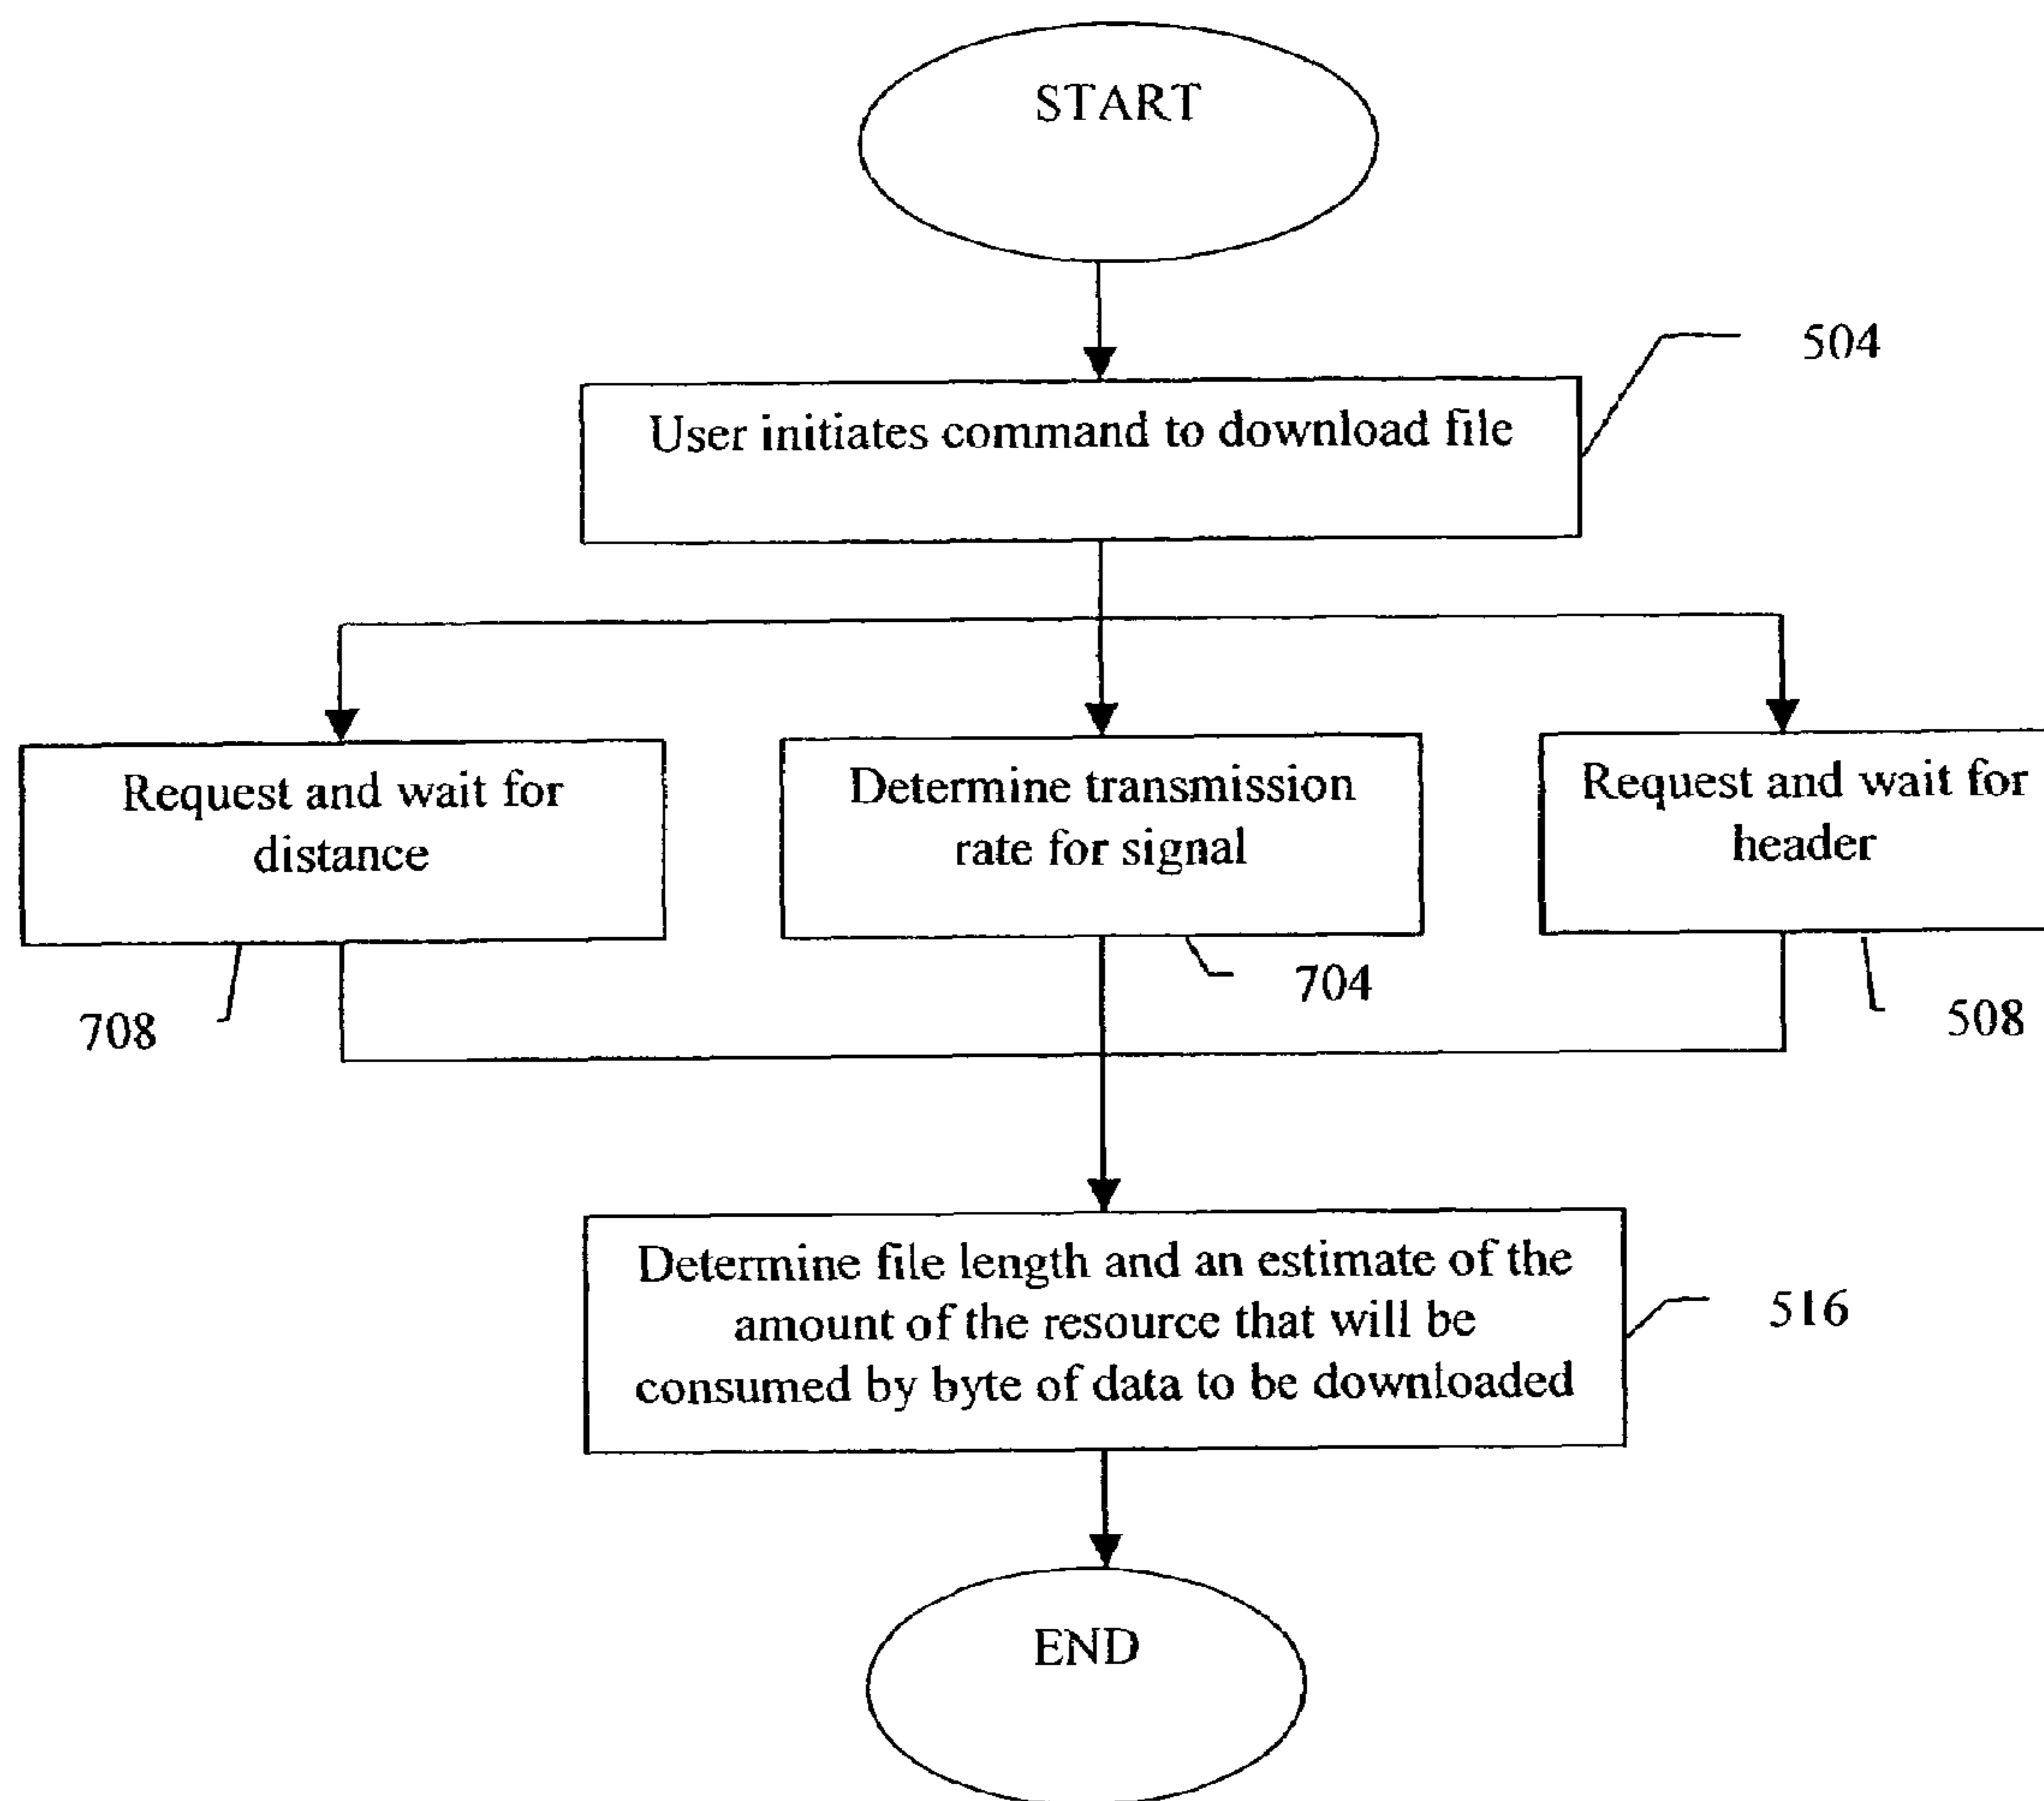 START
504
User initiates command to download file
Request and wait for
distance
Determine transmission
rate for signal
Request and wait for
header
708
704
508
Determine file length and an estimate of the
amount of the resource that will be
consumed by byte of data to be downloaded
516
END